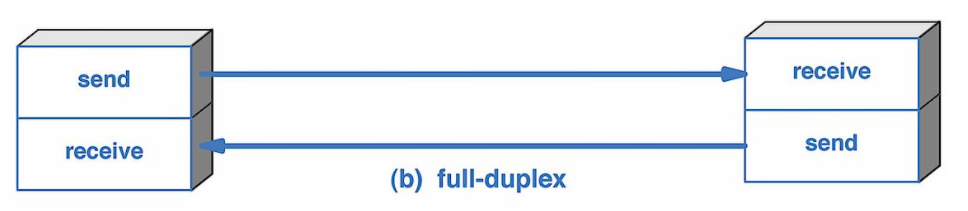 send
receive
receive
send
(b) full-duplex